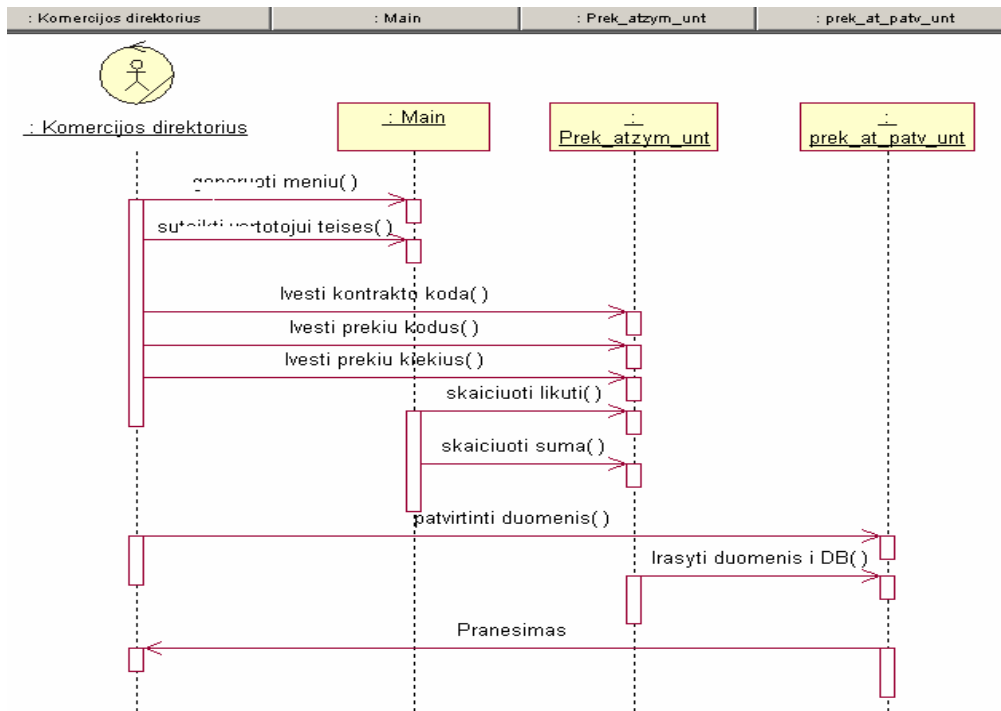 : Komercijos direktorius
: Main
: Prek_atzym_unt
: prek_at_patv_unt
: Komercijos direktorius
: Main
:
Prek_atzym_unt
:
prek_at_patv_unt
meniu( )
teises( )
Ivesti kontrakto koda( )
Ivesti prekiu kodus( )
Ivesti prekiu kiekius( )
skaiciuoti likuti( )
skaiciuoti suma( )
patvirtinti duomenis( )
Irasyti duomenis i DB( )
Pranesimas